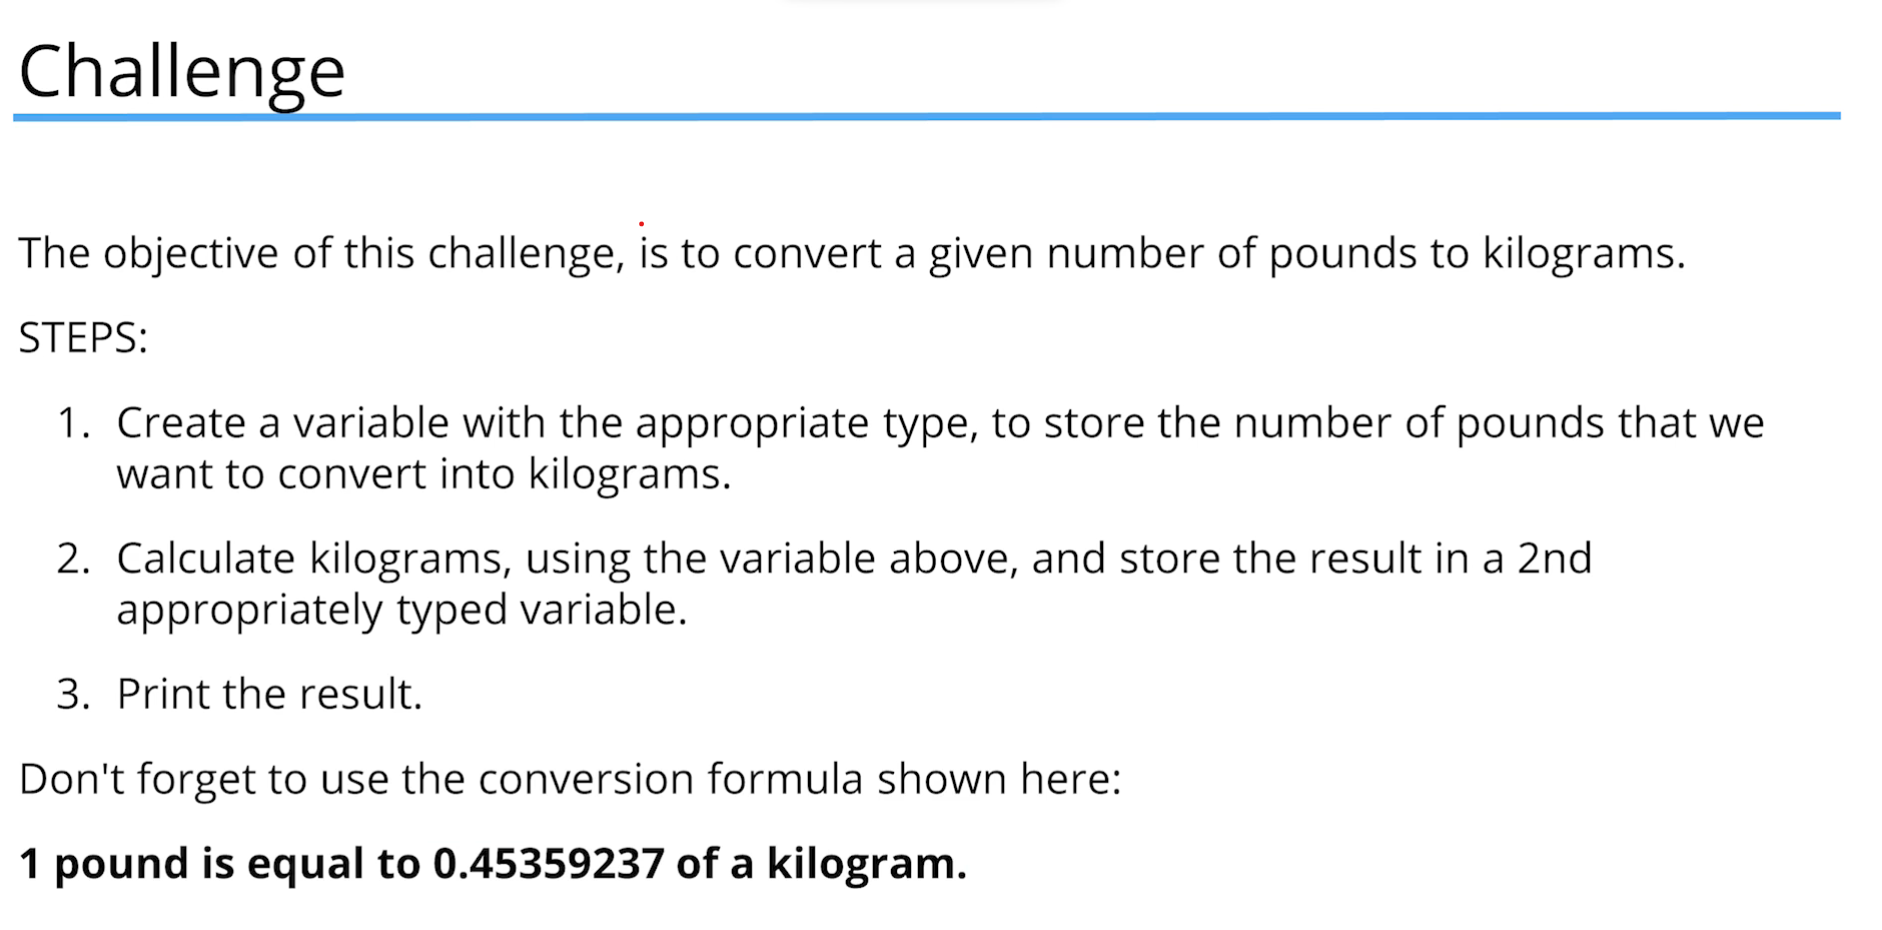 Challenge
The objective of this challenge, is to convert a given number of pounds to kilograms.
STEPS:
1. Create a variable with the appropriate type, to store the number of pounds that we
want to convert into kilograms.
2. Calculate kilograms, using the variable above, and store the result in a 2nd
appropriately typed variable.
3. Print the result.
Don't forget to use the conversion formula shown here:
1 pound is equal to 0.45359237 of a kilogram.